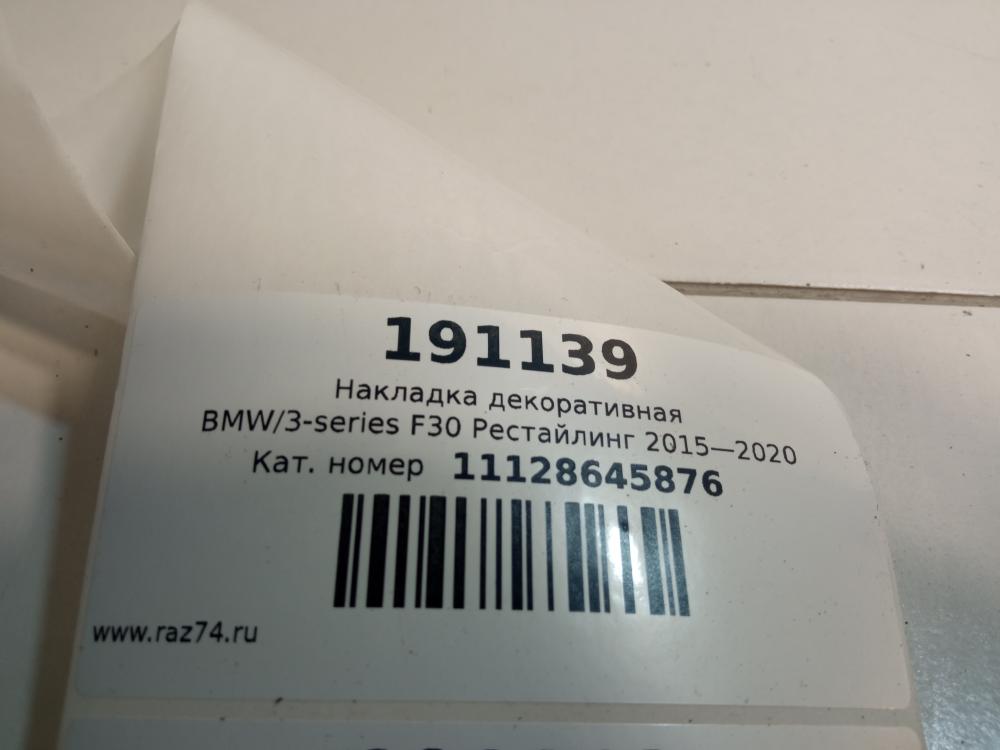 191139
Накладка декоративная
BMW/3-series F30 Рестайлинг 2015—2020
Кат. номер 11128645876
www.raz74.ru